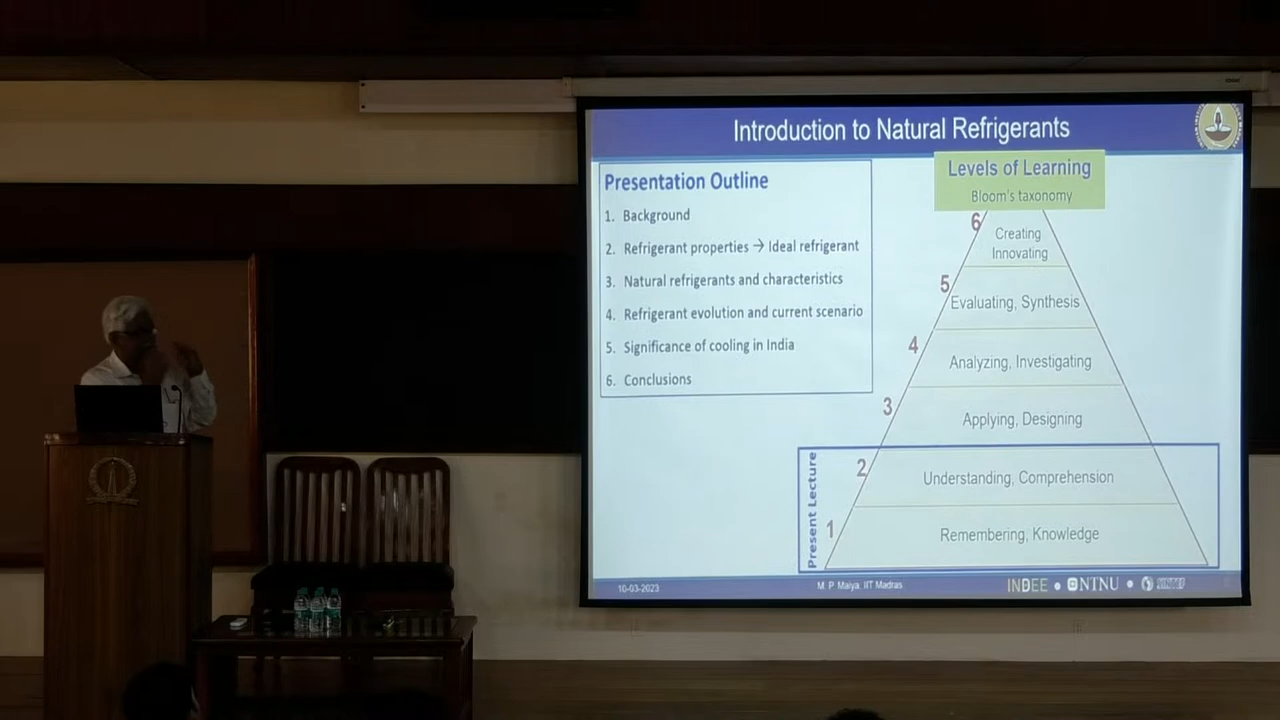 Introduction to Natural Refrigerants
Presentation Outline
1. Background
2. Refrigerant properties → Ideal refrigerant
3. Natural refrigerants and characteristics
4. Refrigerant evolution and current scenario
5. Significance of cooling in India
6. Conclusions
Levels of Learning
Bloom's taxonomy
6
Creating
Innovating
5
Evaluating, Synthesis
4
Analyzing, Investigating
3
Applying, Designing
Present Lecture
2
Understanding, Comprehension
1
Remembering, Knowledge
10-03-2023
M. P. Maiya, IIT Madras
INDEE • NTNU •